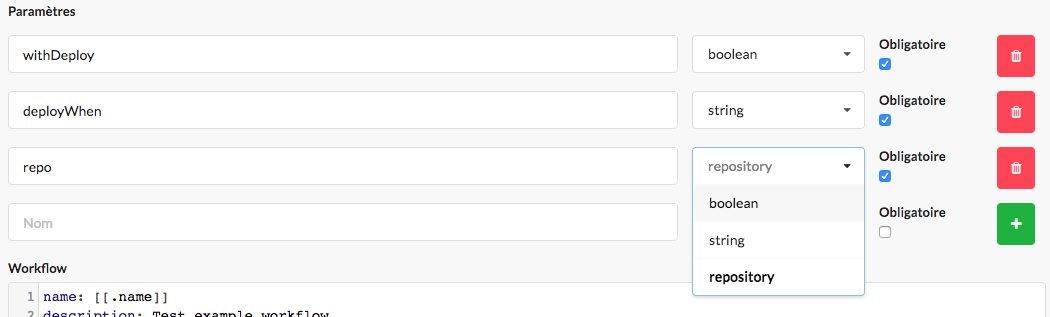 Paramètres
withDeploy boolean Obligatoire
deployWhen string Obligatoire
repo repository Obligatoire
boolean
Nom Obligatoire
string
repository
Workflow
1 name: [[.name]]
2 description: Test example workflow